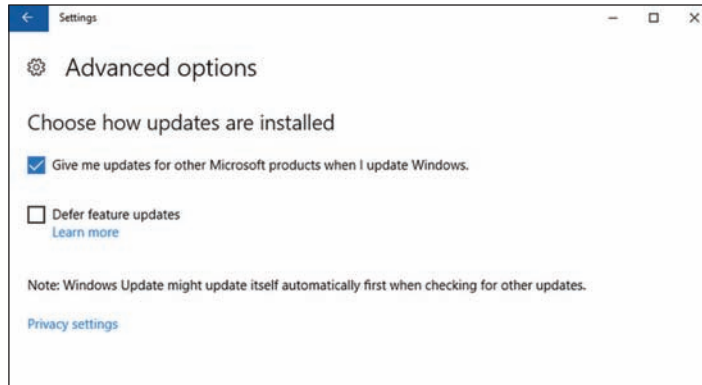 Settings
Advanced options
Choose how updates are installed
Give me updates for other Microsoft products when I update Windows.
Defer feature updates
Learn more
Note: Windows Update might update itself automatically first when checking for other updates.
Privacy settings